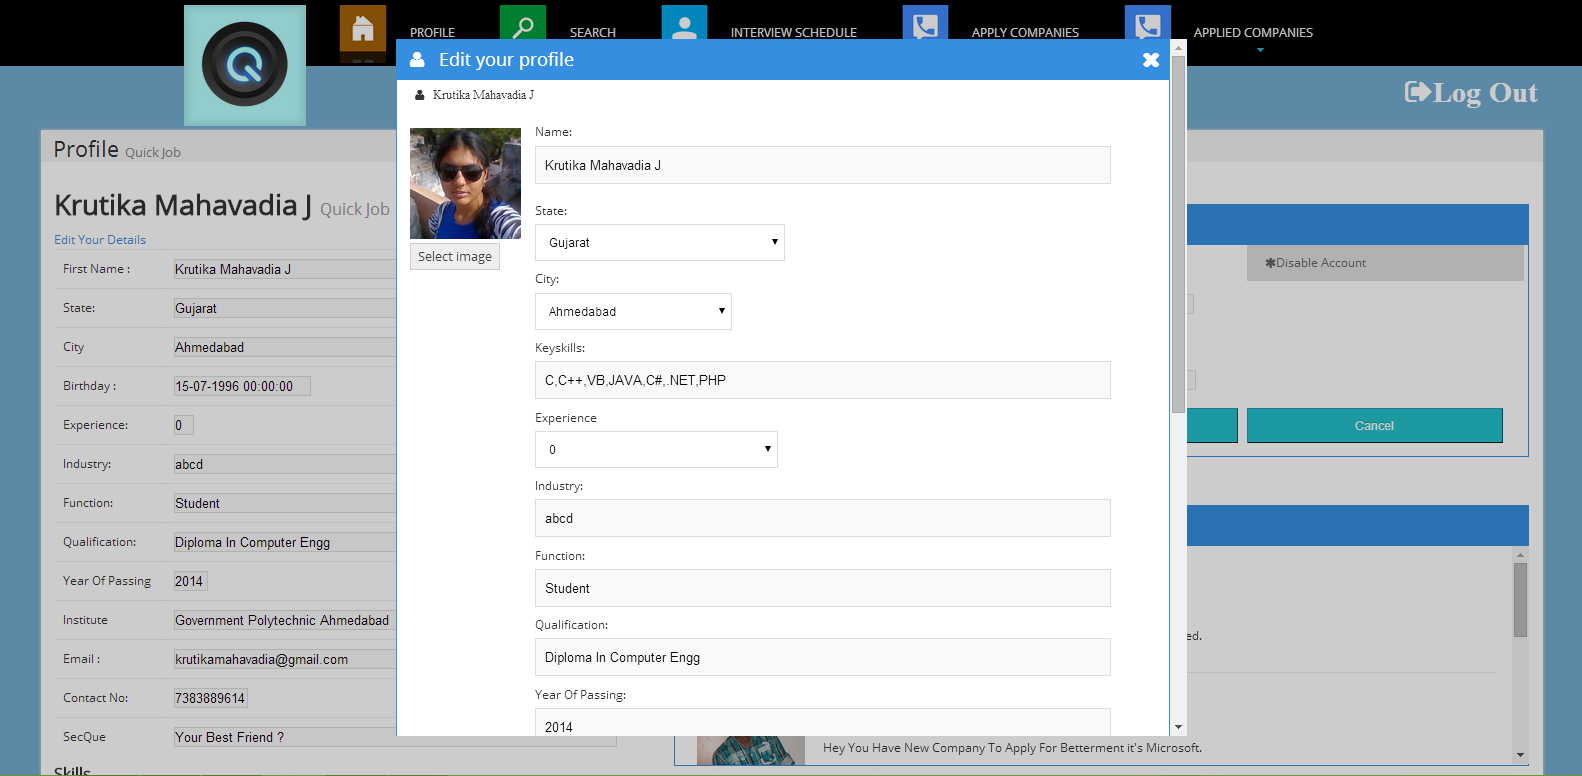 PROFILE
SEARCH
INTERVIEW SCHEDULE
APPLY COMPANIES
APPLIED COMPANIES
Log Out
Profile Quick Job
Krutika Mahavadia J Quick Job
Edit Your Details
First Name : Krutika Mahavadia J
State: Gujarat
City Ahmedabad
Birthday : 15-07-1996 00:00:00
Experience: 0
Industry: abcd
Function: Student
Qualification: Diploma In Computer Engg
Year Of Passing 2014
Institute Government Polytechnic Ahmedabad
Email : krutikamahavadia@gmail.com
Contact No: 7383889614
SecQue Your Best Friend ?
Skills
Edit your profile
Krutika Mahavadia J
Select image
Name:
Krutika Mahavadia J
State:
Gujarat
City:
Ahmedabad
Keyskills:
C,C++,VB,JAVA,C#,.NET,PHP
Experience
0
Industry:
abcd
Function:
Student
Qualification:
Diploma In Computer Engg
Year Of Passing:
2014
✱Disable Account
Cancel
ed.
Hey You Have New Company To Apply For Betterment it's Microsoft.